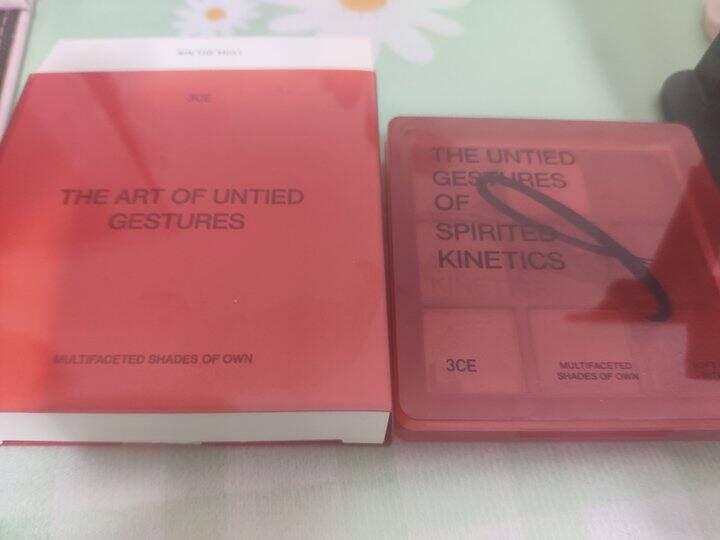 3CE
THE ART OF UNTIED
GESTURES
MULTIFACETED SHADES OF OWN
THE UNTIED
GESTURES
OF
SPIRITED
KINETICS
3CE
MULTIFACETED
SHADES OF OWN